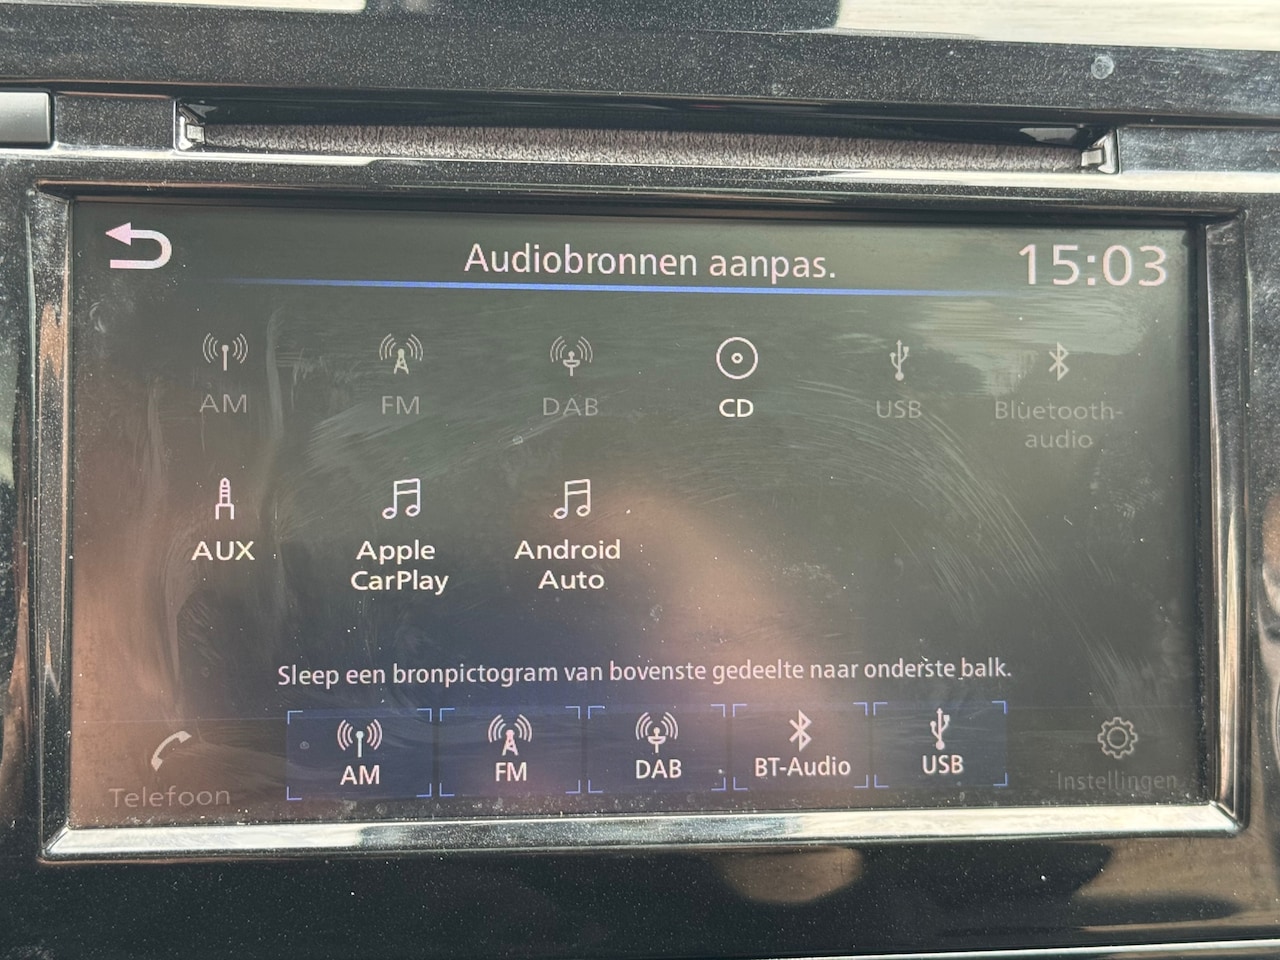 Audiobronnen aanpas.
15:03
AM
FM
DAB
CD
USB
Bluetooth-
audio
AUX
Apple
CarPlay
Android
Auto
Sleep een bronpictogram van bovenste gedeelte naar onderste balk.
Telefoon
AM
FM
DAB
BT-Audio
USB
Instellingen